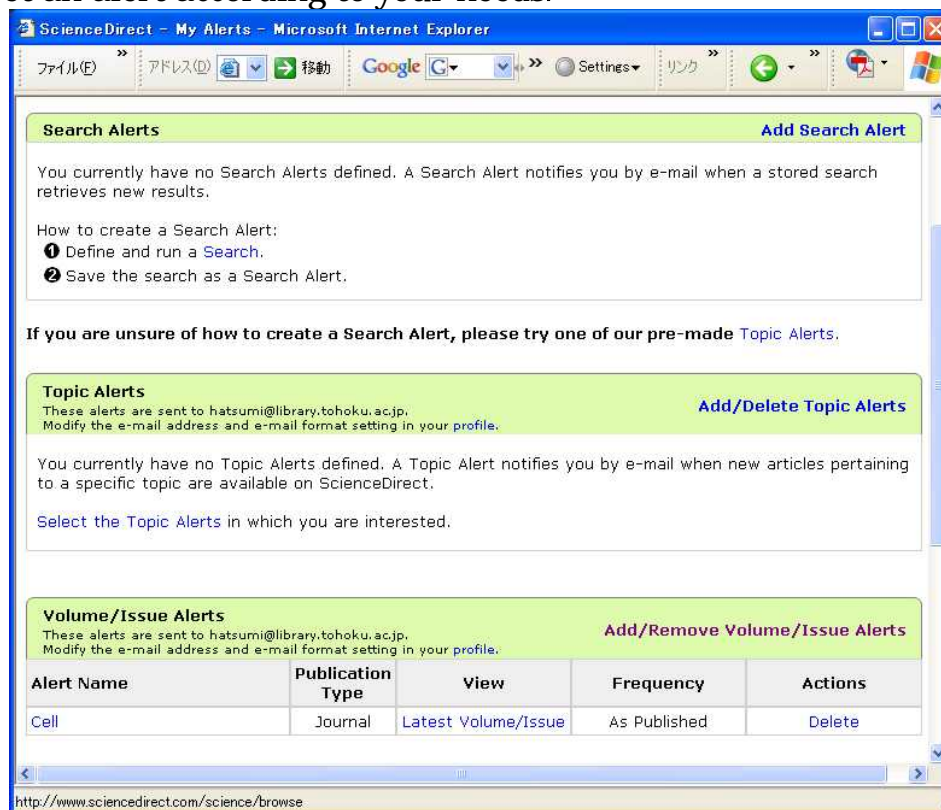 ScienceDirect - My Alerts - Microsoft Internet Explorer
ファイル(F) » アドレス(D) 移動 Google G » Settings リンク » »
Search Alerts Add Search Alert
You currently have no Search Alerts defined. A Search Alert notifies you by e-mail when a stored search
retrieves new results.
How to create a Search Alert:
❶ Define and run a Search.
❷ Save the search as a Search Alert.
If you are unsure of how to create a Search Alert, please try one of our pre-made Topic Alerts.
Topic Alerts
These alerts are sent to hatsumi@library.tohoku.ac.jp.
Add/Delete Topic Alerts
Modify the e-mail address and e-mail format setting in your profile.
You currently have no Topic Alerts defined. A Topic Alert notifies you by e-mail when new articles pertaining
to a specific topic are available on ScienceDirect.
Select the Topic Alerts in which you are interested.
Volume/Issue Alerts
These alerts are sent to hatsumi@library.tohoku.ac.jp.
Add/Remove Volume/Issue Alerts
Modify the e-mail address and e-mail format setting in your profile.
Alert Name Publication Type View Frequency Actions
Cell Journal Latest Volume/Issue As Published Delete
http://www.sciencedirect.com/science/browse